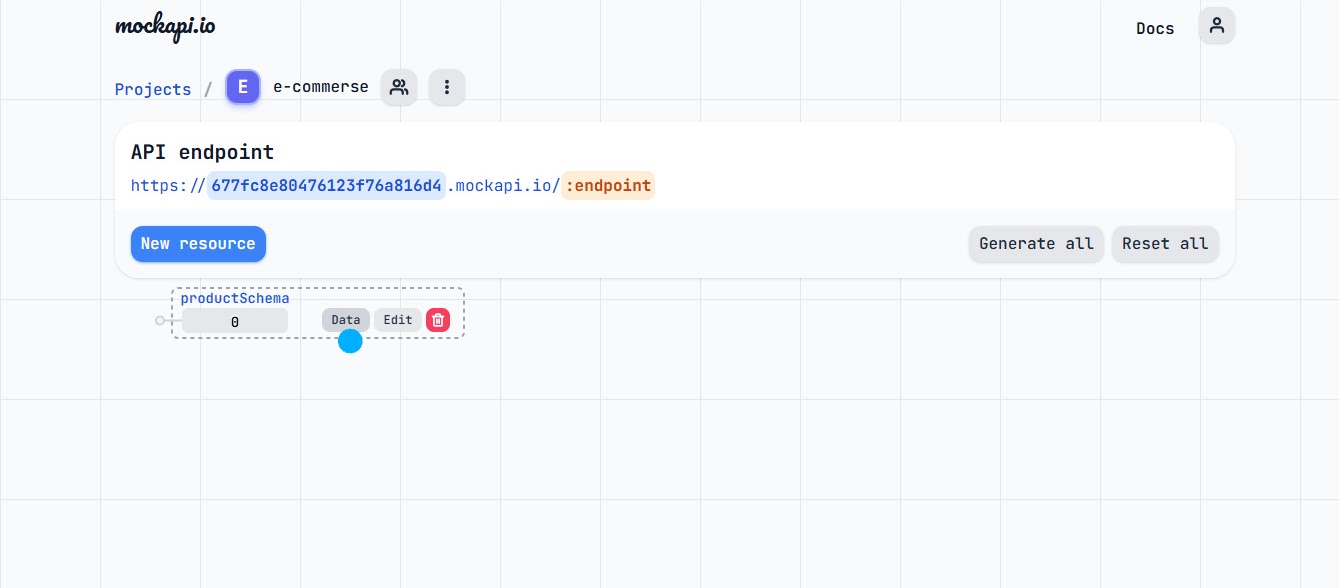 mockapi.io
Docs
Projects / E e-commerse
API endpoint
https://677fc8e80476123f76a816d4.mockapi.io/:endpoint
New resource Generate all Reset all
productSchema
0 Data Edit